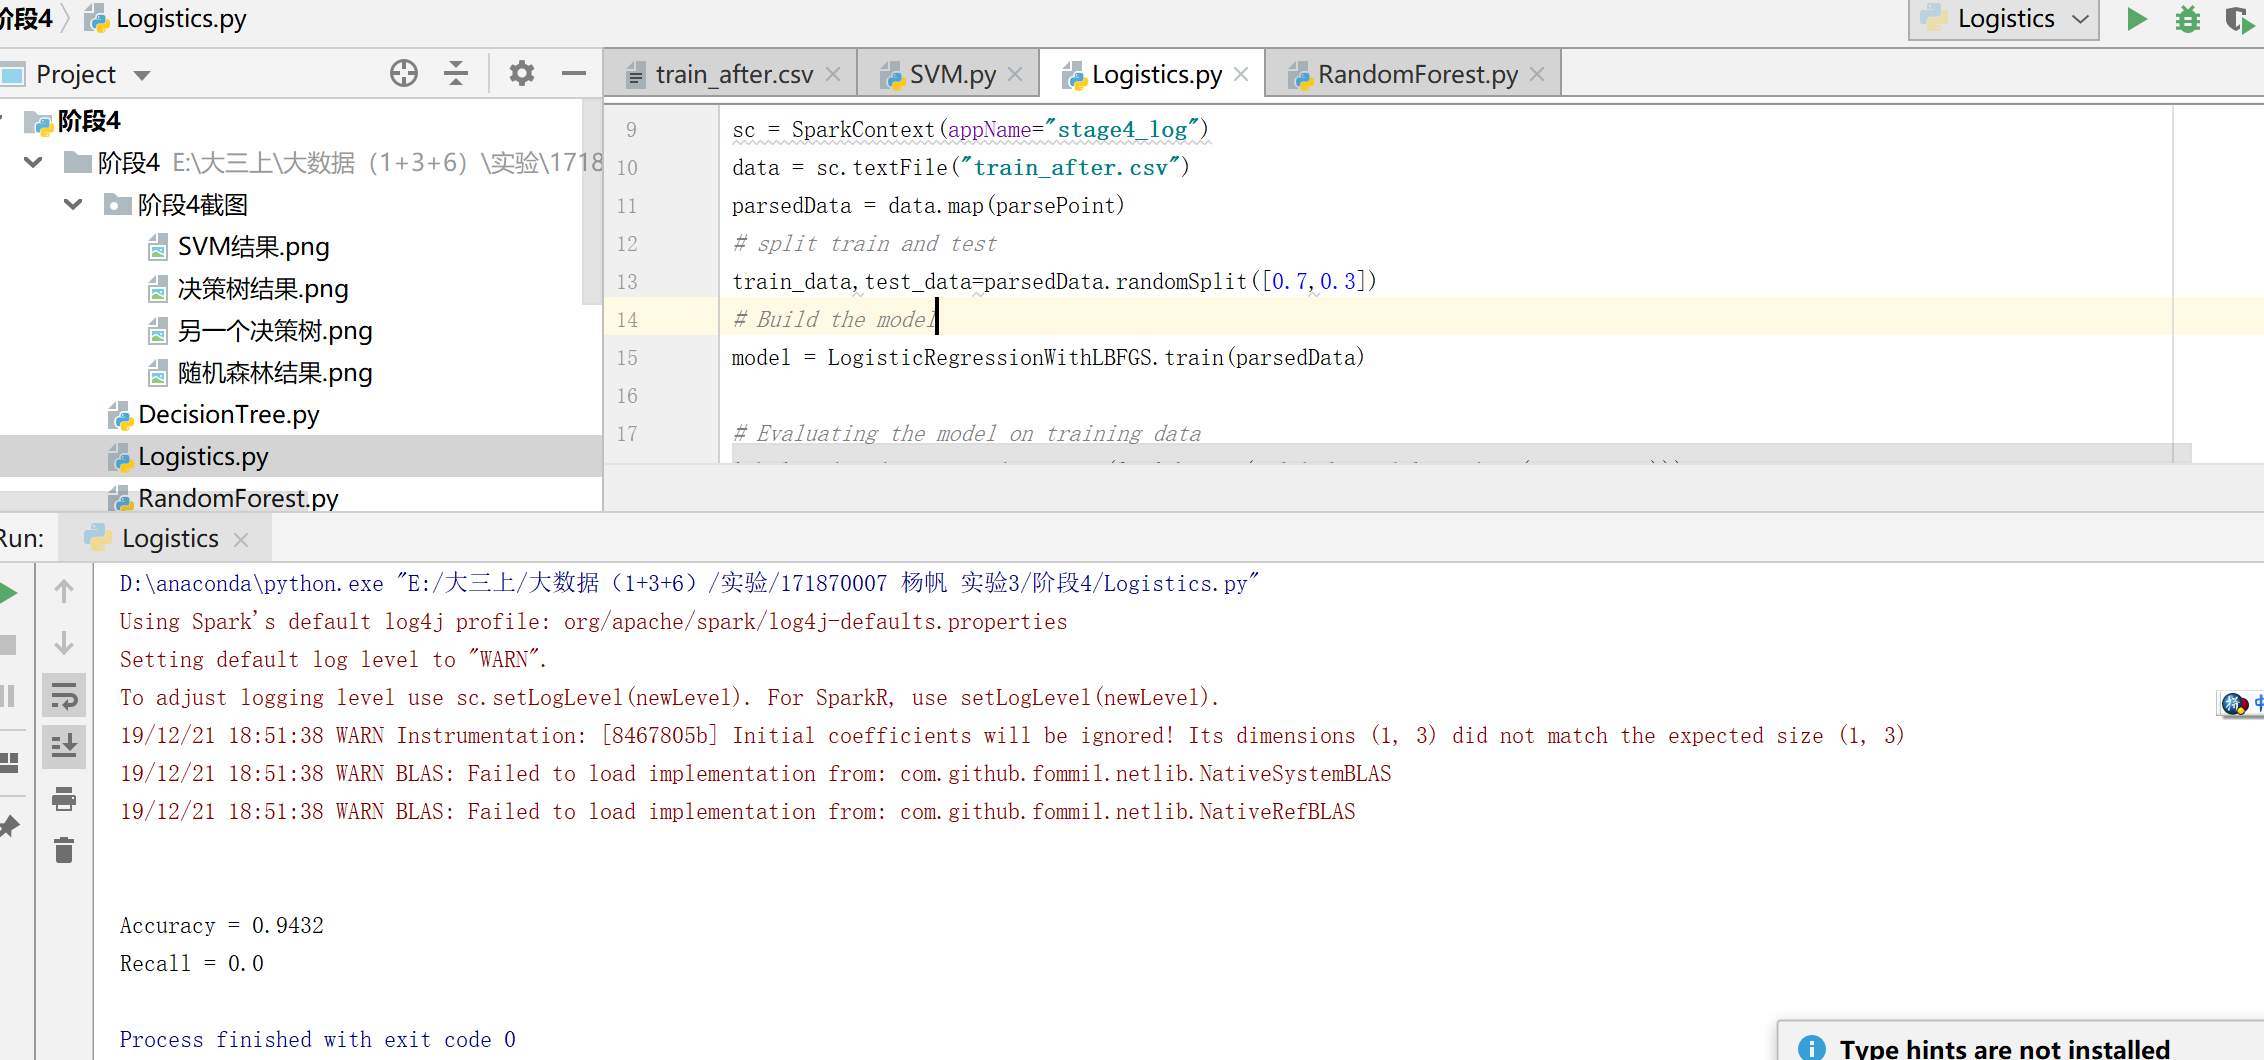 阶段4 Logistics.py Logistics
Project train_after.csv SVM.py Logistics.py RandomForest.py
阶段4
阶段4 E:\大三上\大数据（1+3+6）\实验\1718
阶段4截图
SVM结果.png
决策树结果.png
另一个决策树.png
随机森林结果.png
DecisionTree.py
Logistics.py
RandomForest.py
9 sc = SparkContext(appName="stage4_log")
10 data = sc.textFile("train_after.csv")
11 parsedData = data.map(parsePoint)
12 # split train and test
13 train_data,test_data=parsedData.randomSplit([0.7,0.3])
14 # Build the model
15 model = LogisticRegressionWithLBFGS.train(parsedData)
16
17 # Evaluating the model on training data
Run: Logistics
D:\anaconda\python.exe "E:/大三上/大数据（1+3+6）/实验/171870007 杨帆 实验3/阶段4/Logistics.py"
Using Spark's default log4j profile: org/apache/spark/log4j-defaults.properties
Setting default log level to "WARN".
To adjust logging level use sc.setLogLevel(newLevel). For SparkR, use setLogLevel(newLevel).
19/12/21 18:51:38 WARN Instrumentation: [8467805b] Initial coefficients will be ignored! Its dimensions (1, 3) did not match the expected size (1, 3)
19/12/21 18:51:38 WARN BLAS: Failed to load implementation from: com.github.fommil.netlib.NativeSystemBLAS
19/12/21 18:51:38 WARN BLAS: Failed to load implementation from: com.github.fommil.netlib.NativeRefBLAS
Accuracy = 0.9432
Recall = 0.0
Process finished with exit code 0
Type hints are not installed